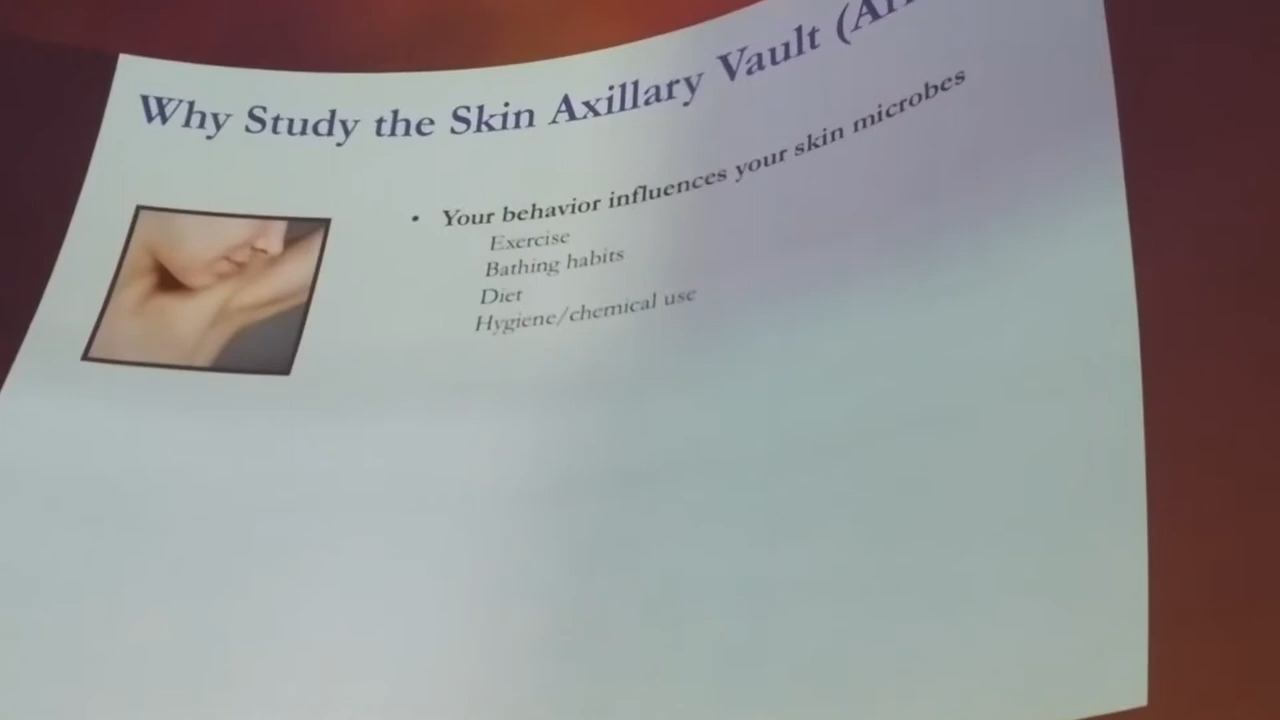 Why Study the Skin Axillary Vault
• Your behavior influences your skin microbes
Exercise
Bathing habits
Diet
Hygiene/chemical use